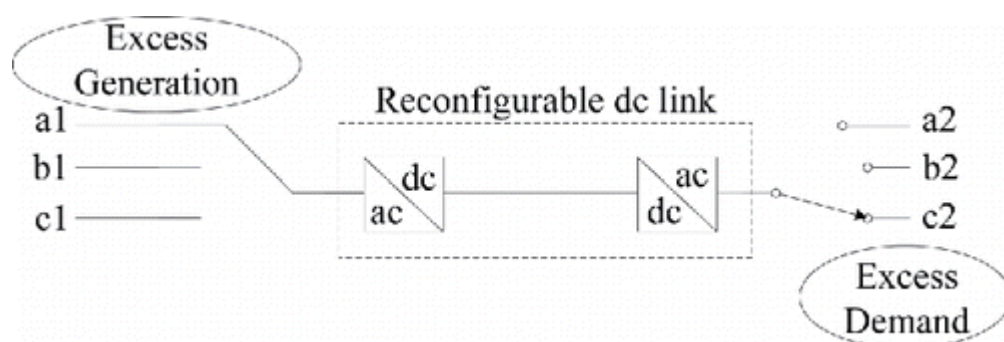 Excess
Generation
Reconfigurable dc link
a1
b1
c1
dc
ac
ac
dc
a2
b2
c2
Excess
Demand